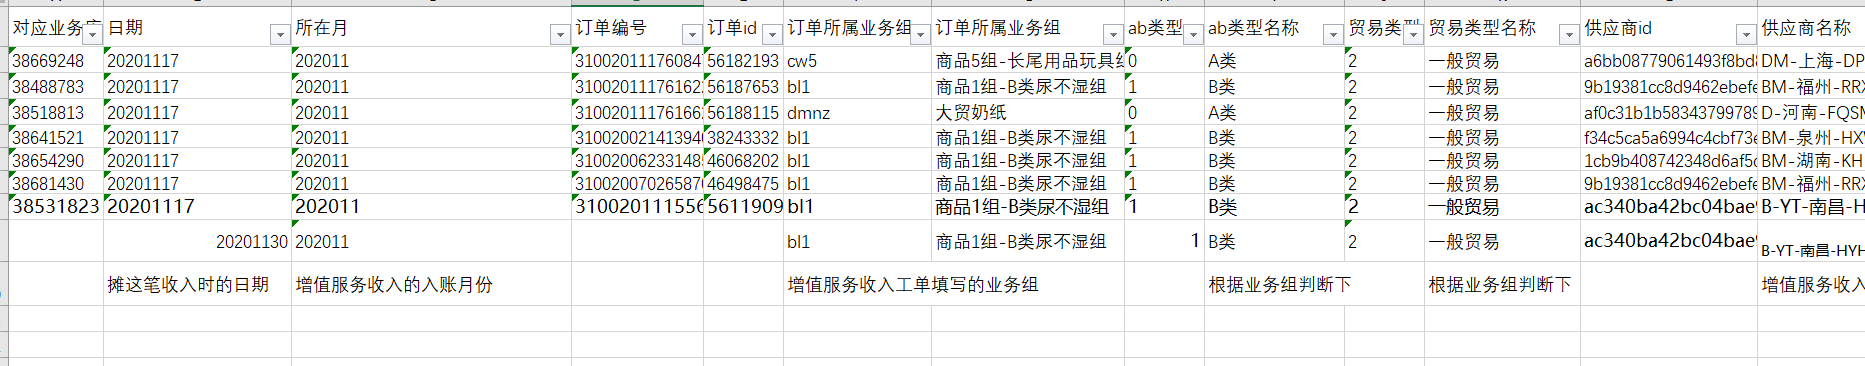 对应业务 日期 所在月 订单编号 订单id 订单所属业务组 订单所属业务组 ab类型 ab类型名称 贸易类型 贸易类型名称 供应商id 供应商名称
38669248 20201117 202011 3100201117608 56182193 cw5 商品5组-长尾用品玩具 0 A类 2 一般贸易 a6bb08779061493f8bd DM-上海-DP
38488783 20201117 202011 310020111761622 56187653 bl1 商品1组-B类尿不湿组 1 B类 2 一般贸易 9b19381cc8d9462ebefe BM-福州-RRX
38518813 20201117 202011 31002011176166 56188115 dmnz 大贸奶纸 0 A类 2 一般贸易 af0c31b1b58343799789 D-河南-FQSM
38641521 20201117 202011 31002002141394 38243332 bl1 商品1组-B类尿不湿组 1 B类 2 一般贸易 f34c5ca5a6994c4cbf73e BM-泉州-HX
38654290 20201117 202011 31002006233148 46068202 bl1 商品1组-B类尿不湿组 1 B类 2 一般贸易 1cb9b408742348d6af5 BM-湖南-KH
38681430 20201117 202011 31002007026587 46498475 bl1 商品1组-B类尿不湿组 1 B类 2 一般贸易 9b19381cc8d9462ebefe BM-福州-RRX
38531823 20201117 202011 310020111556 5611909 bl1 商品1组-B类尿不湿组 1 B类 2 一般贸易 ac340ba42bc04bae B-YT-南昌-H
20201130 202011 bl1 商品1组-B类尿不湿组 1 B类 2 一般贸易 ac340ba42bc04bae B-YT-南昌-HYH
摊这笔收入时的日期 增值服务收入的入账月份 增值服务收入工单填写的业务组 根据业务组判断下 根据业务组判断下 增值服务收入